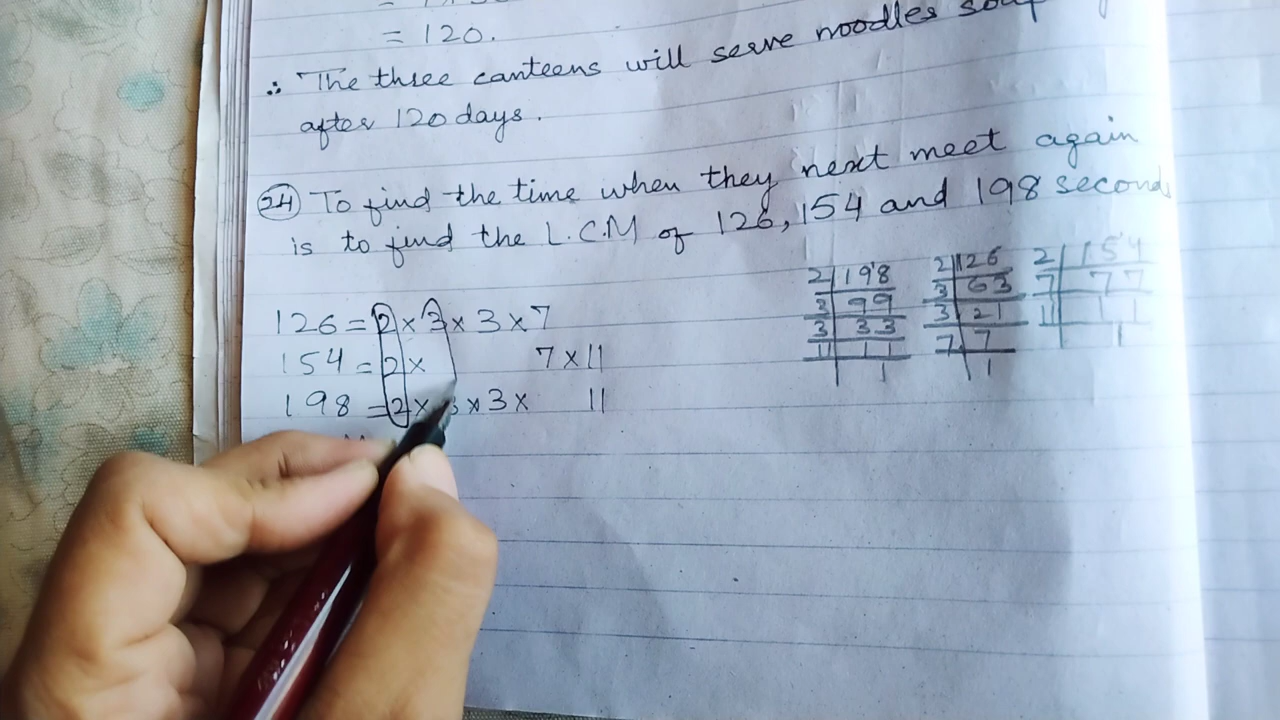 = 120.
∴ The three canteens will serve noodles soup
after 120 days.
24 To find the time when they next meet again
is to find the L.C.M of 126, 154 and 198 seconds
126 = 2 × 3 × 3 × 7
154 = 2 × 7 × 11
198 = 2 × 3 × 3 × 11
2 198
3 99
3 33
11 11
1
2 126
3 63
3 21
7 7
1
2 154
7 77
11 11
1